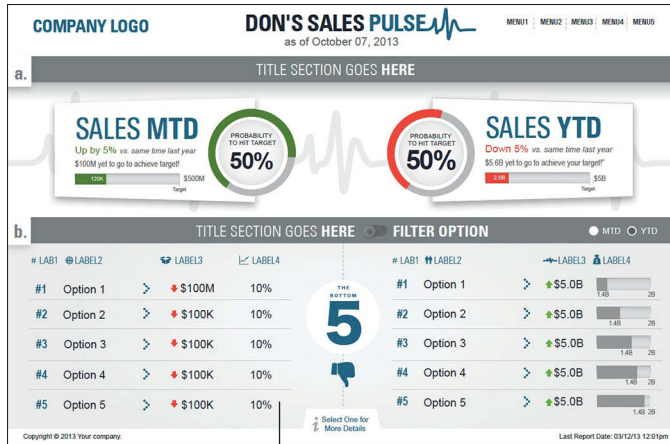 COMPANY LOGO
DON'S SALES PULSE
as of October 07, 2013
MENU1 MENU2 MENU3 MENU4 MENU5
a.
TITLE SECTION GOES HERE
SALES MTD
Up by 5% vs. same time last year
$100M yet to go to achieve target!
120K $500M
Target
PROBABILITY
TO HIT TARGET
50%
PROBABILITY
TO HIT TARGET
50%
SALES YTD
Down 5% vs. same time last year
$5.6B yet to go to achieve your target!"
2.5B $5B
Target
b.
TITLE SECTION GOES HERE FILTER OPTION
MTD YTD
# LAB1 LABEL2 LABEL3 LABEL4
#1 Option 1 $100M 10%
#2 Option 2 $100K 10%
#3 Option 3 $100K 10%
#4 Option 4 $100K 10%
#5 Option 5 $100K 10%
THE
BOTTOM
5
i Select One for
More Details
# LAB1 LABEL2 LABEL3 LABEL4
#1 Option 1 $5.0B
1.4B 2B
#2 Option 2 $5.0B
1.4B 2B
#3 Option 3 $5.0B
1.4B 2B
#4 Option 4 $5.0B
1.4B 2B
#5 Option 5 $5.0B
1.4B 2B
Copyright © 2013 Your company.
Last Report Date: 03/12/13 12:01pm